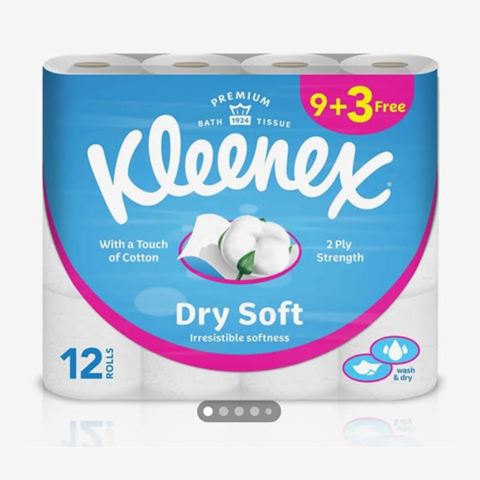 PREMIUM
1924
BATH TISSUE
Kleenex®
9+3 Free
With a Touch
of Cotton
2 Ply
Strength
Dry Soft
Irresistible softness
12 ROLLS
wash
& dry